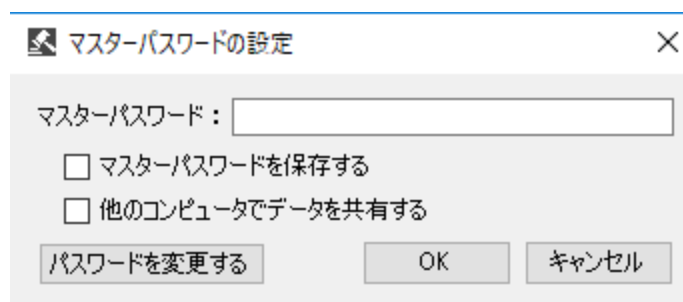 マスターパスワードの設定
マスターパスワード：
マスターパスワードを保存する
他のコンピュータでデータを共有する
パスワードを変更する OK キャンセル